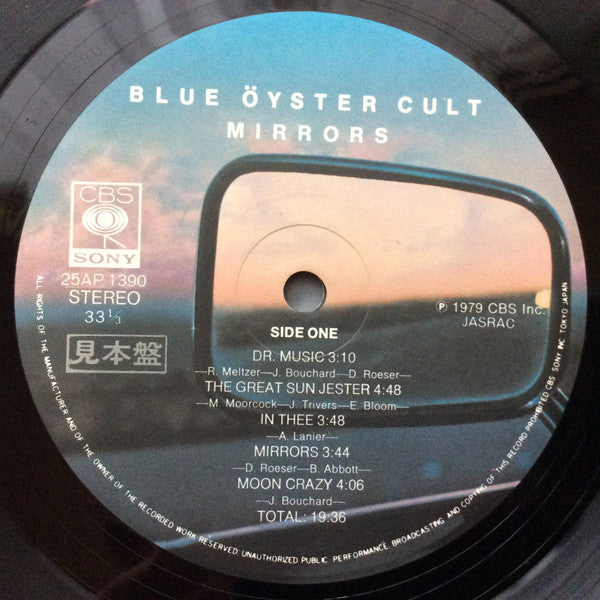 BLUE ÖYSTER CULT
MIRRORS
CBS
SONY
25AP 1390
STEREO
33 1/3
見本盤
℗ 1979 CBS Inc.
JASRAC
SIDE ONE
DR. MUSIC 3:10
—R. Meltzer—J. Bouchard—D. Roeser—
THE GREAT SUN JESTER 4:48
—M. Moorcock—J. Trivers—E. Bloom—
IN THEE 3:48
—A. Lanier—
MIRRORS 3:44
—D. Roeser—B. Abbott—
MOON CRAZY 4:06
—J. Bouchard—
TOTAL: 19:36
ALL RIGHTS OF THE MANUFACTURER AND OF THE OWNER OF THE RECORDED WORK RESERVED UNAUTHORIZED PUBLIC PERFORMANCE BROADCASTING AND COPYING OF THIS RECORD PROHIBITED CBS SONY INC. TOKYO JAPAN